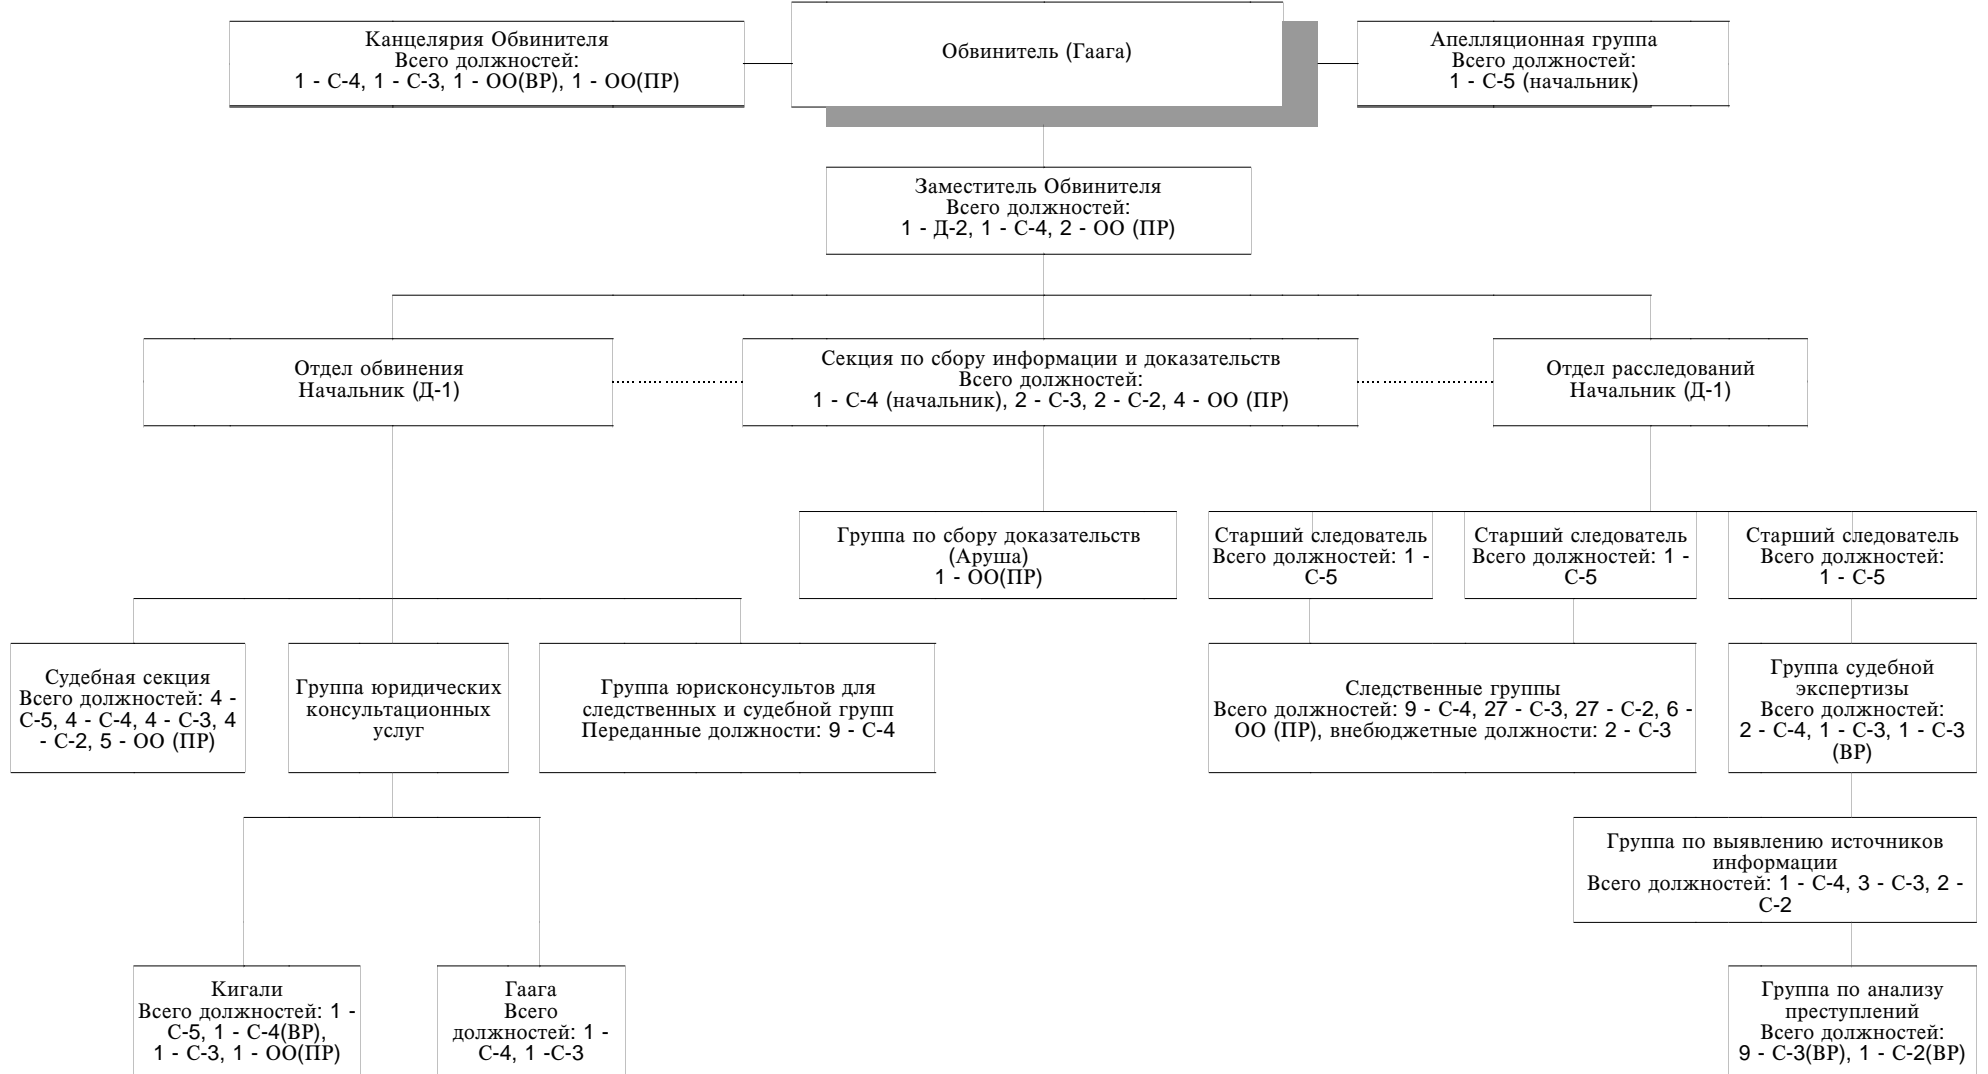 Канцелярия Обвинителя
Всего должностей:
1 - С-4, 1 - С-3, 1 - ОО(ВР), 1 - ОО(ПР)
Обвинитель (Гаага)
Апелляционная группа
Всего должностей:
1 - С-5 (начальник)
Заместитель Обвинителя
Всего должностей:
1 - Д-2, 1 - С-4, 2 - ОО (ПР)
Отдел обвинения
Начальник (Д-1)
Секция по сбору информации и доказательств
Всего должностей:
1 - С-4 (начальник), 2 - С-3, 2 - С-2, 4 - ОО (ПР)
Отдел расследований
Начальник (Д-1)
Группа по сбору доказательств
(Аруша)
1 - ОО(ПР)
Старший следователь
Всего должностей: 1 -
С-5
Старший следователь
Всего должностей: 1 -
С-5
Старший следователь
Всего должностей:
1 - С-5
Судебная секция
Всего должностей: 4 -
С-5, 4 - С-4, 4 - С-3, 4
- С-2, 5 - ОО (ПР)
Группа юридических
консультационных
услуг
Группа юрисконсультов для
следственных и судебной групп
Переданные должности: 9 - С-4
Следственные группы
Всего должностей: 9 - С-4, 27 - С-3, 27 - С-2, 6 -
ОО (ПР), внебюджетные должности: 2 - С-3
Группа судебной
экспертизы
Всего должностей:
2 - С-4, 1 - С-3, 1 - С-3
(ВР)
Группа по выявлению источников
информации
Всего должностей: 1 - С-4, 3 - С-3, 2 -
С-2
Кигали
Всего должностей: 1 -
С-5, 1 - С-4(ВР),
1 - С-3, 1 - ОО(ПР)
Гаага
Всего
должностей: 1 -
С-4, 1 -С-3
Группа по анализу
преступлений
Всего должностей:
9 - С-3(ВР), 1 - С-2(ВР)